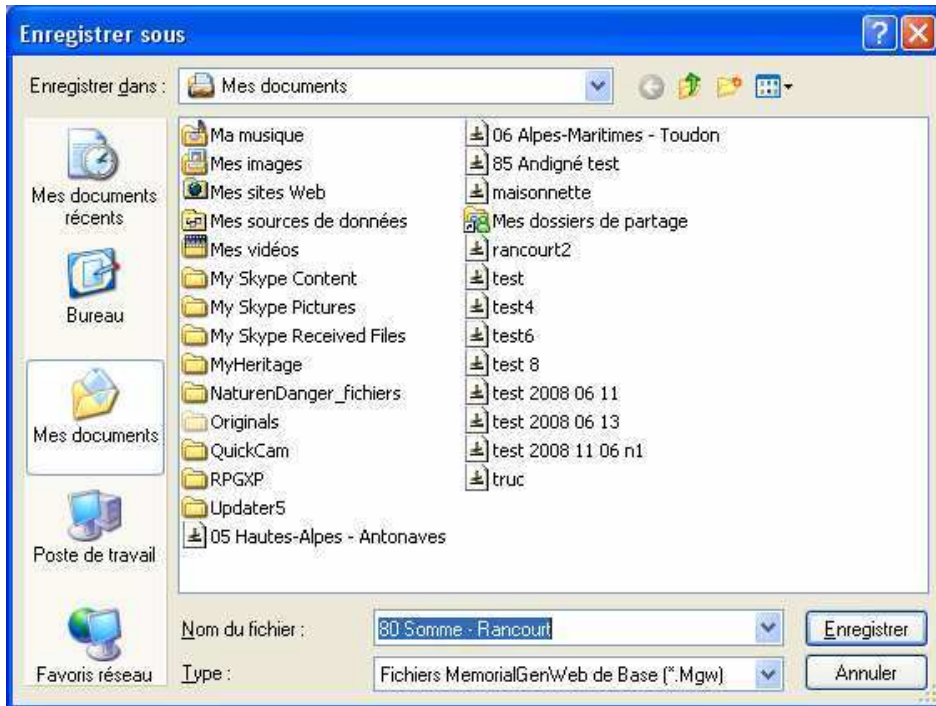 Enregistrer sous
Enregistrer dans :
Mes documents
Mes documents
récents
Bureau
Mes documents
Poste de travail
Favoris réseau
Ma musique
Mes images
Mes sites Web
Mes sources de données
Mes vidéos
My Skype Content
My Skype Pictures
My Skype Received Files
MyHeritage
NaturenDanger_fichiers
Originals
QuickCam
RPGXP
Updater5
05 Hautes-Alpes - Antonaves
06 Alpes-Maritimes - Toudon
85 Andigné test
maisonnette
Mes dossiers de partage
rancourt2
test
test4
test6
test 8
test 2008 06 11
test 2008 06 13
test 2008 11 06 n1
truc
Nom du fichier :
80 Somme - Rancourt
Enregistrer
Type :
Fichiers MemorialGenWeb de Base (*.Mgw)
Annuler